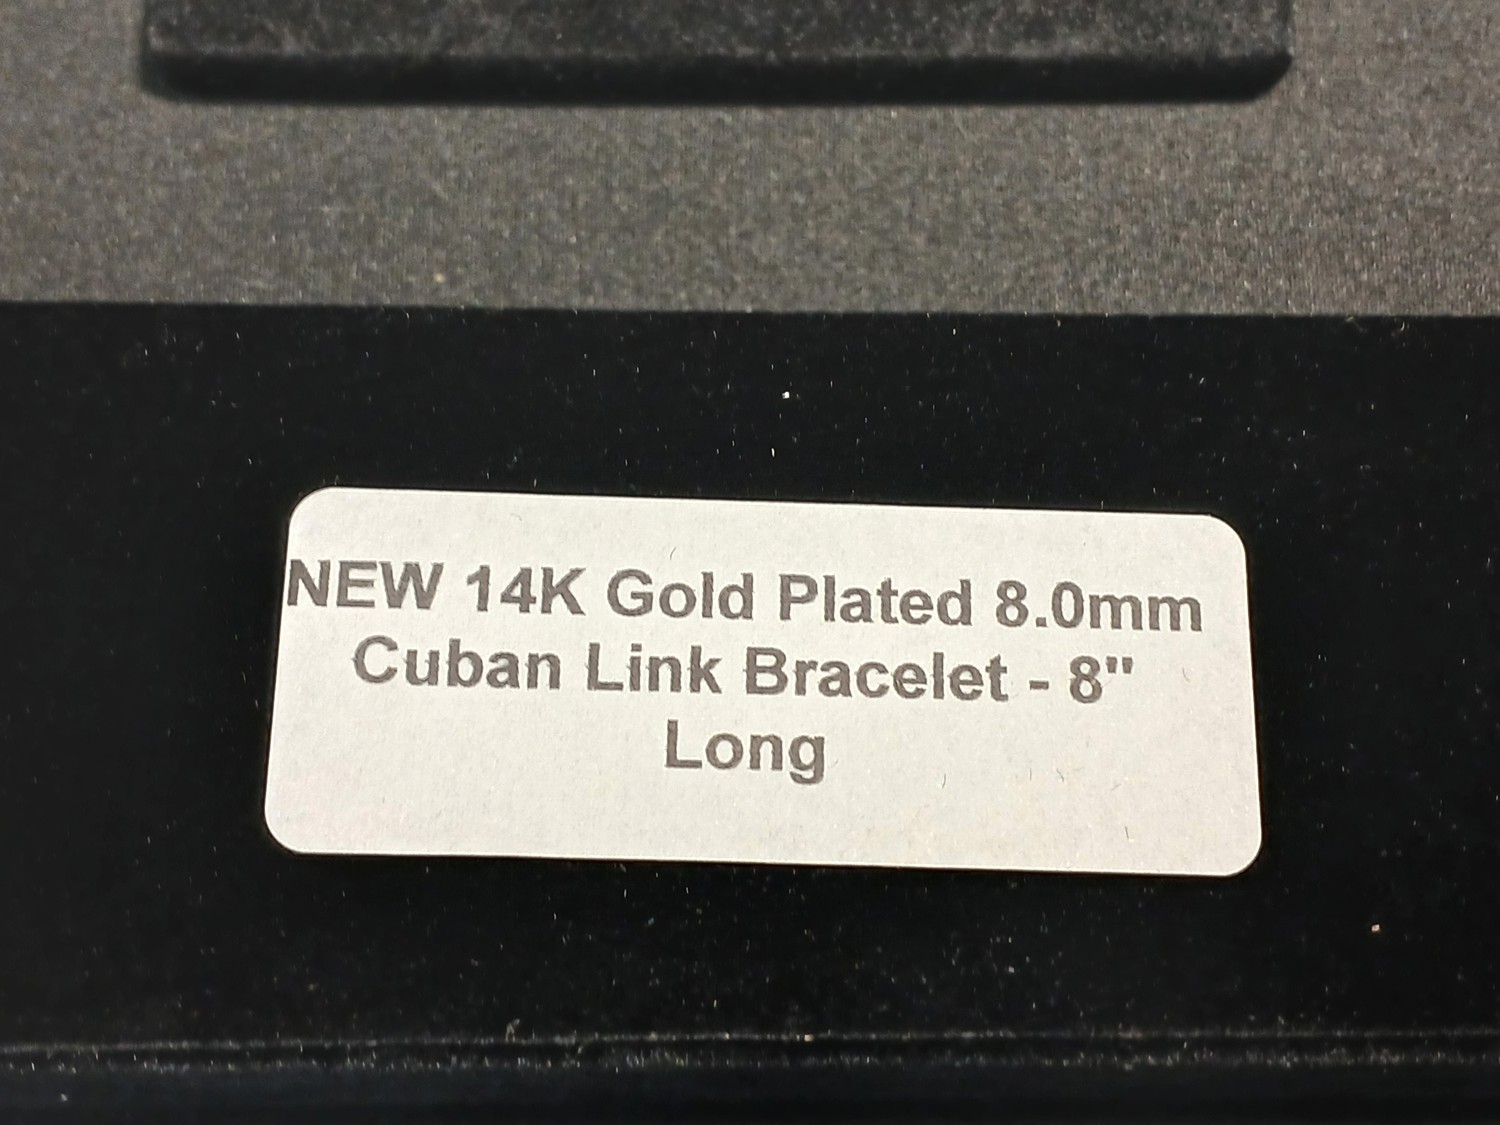 NEW 14K Gold Plated 8.0mm
Cuban Link Bracelet - 8"
Long